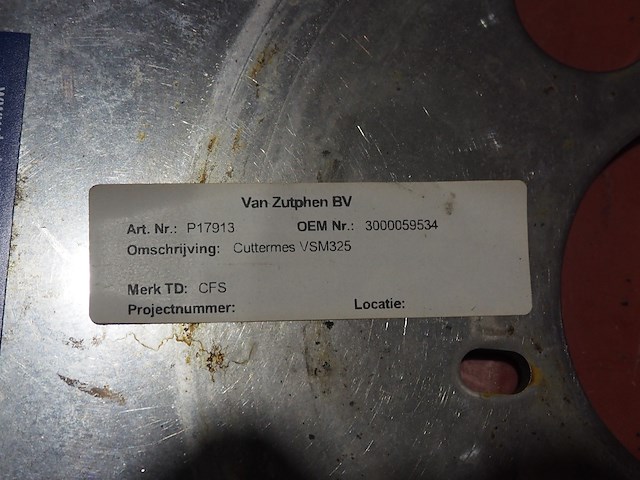 Van Zutphen BV
Art. Nr.: P17913 OEM Nr.: 3000059534
Omschrijving: Cuttermes VSM325
Merk TD: CFS
Projectnummer: Locatie: